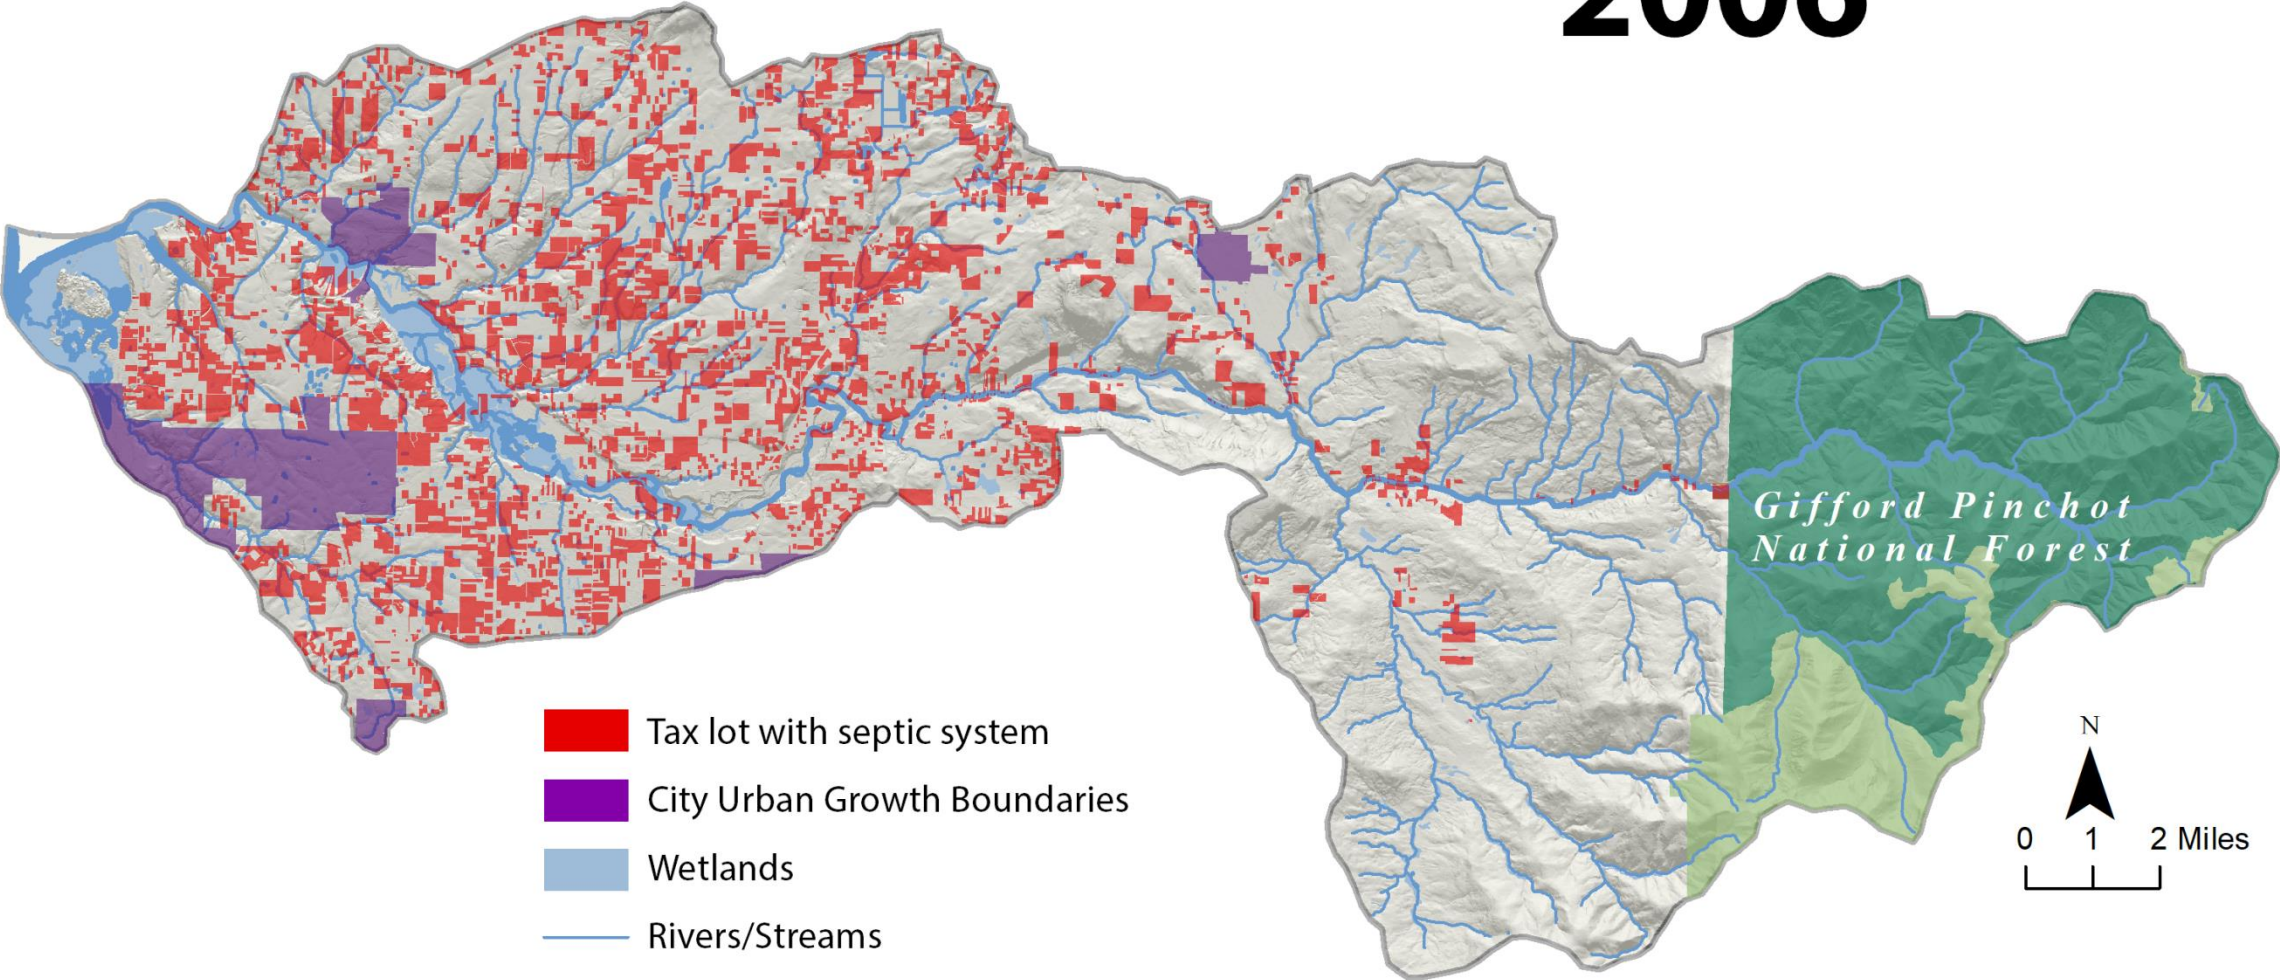 2006
Gifford Pinchot
National Forest
Tax lot with septic system
City Urban Growth Boundaries
Wetlands
Rivers/Streams
N
0 1 2 Miles